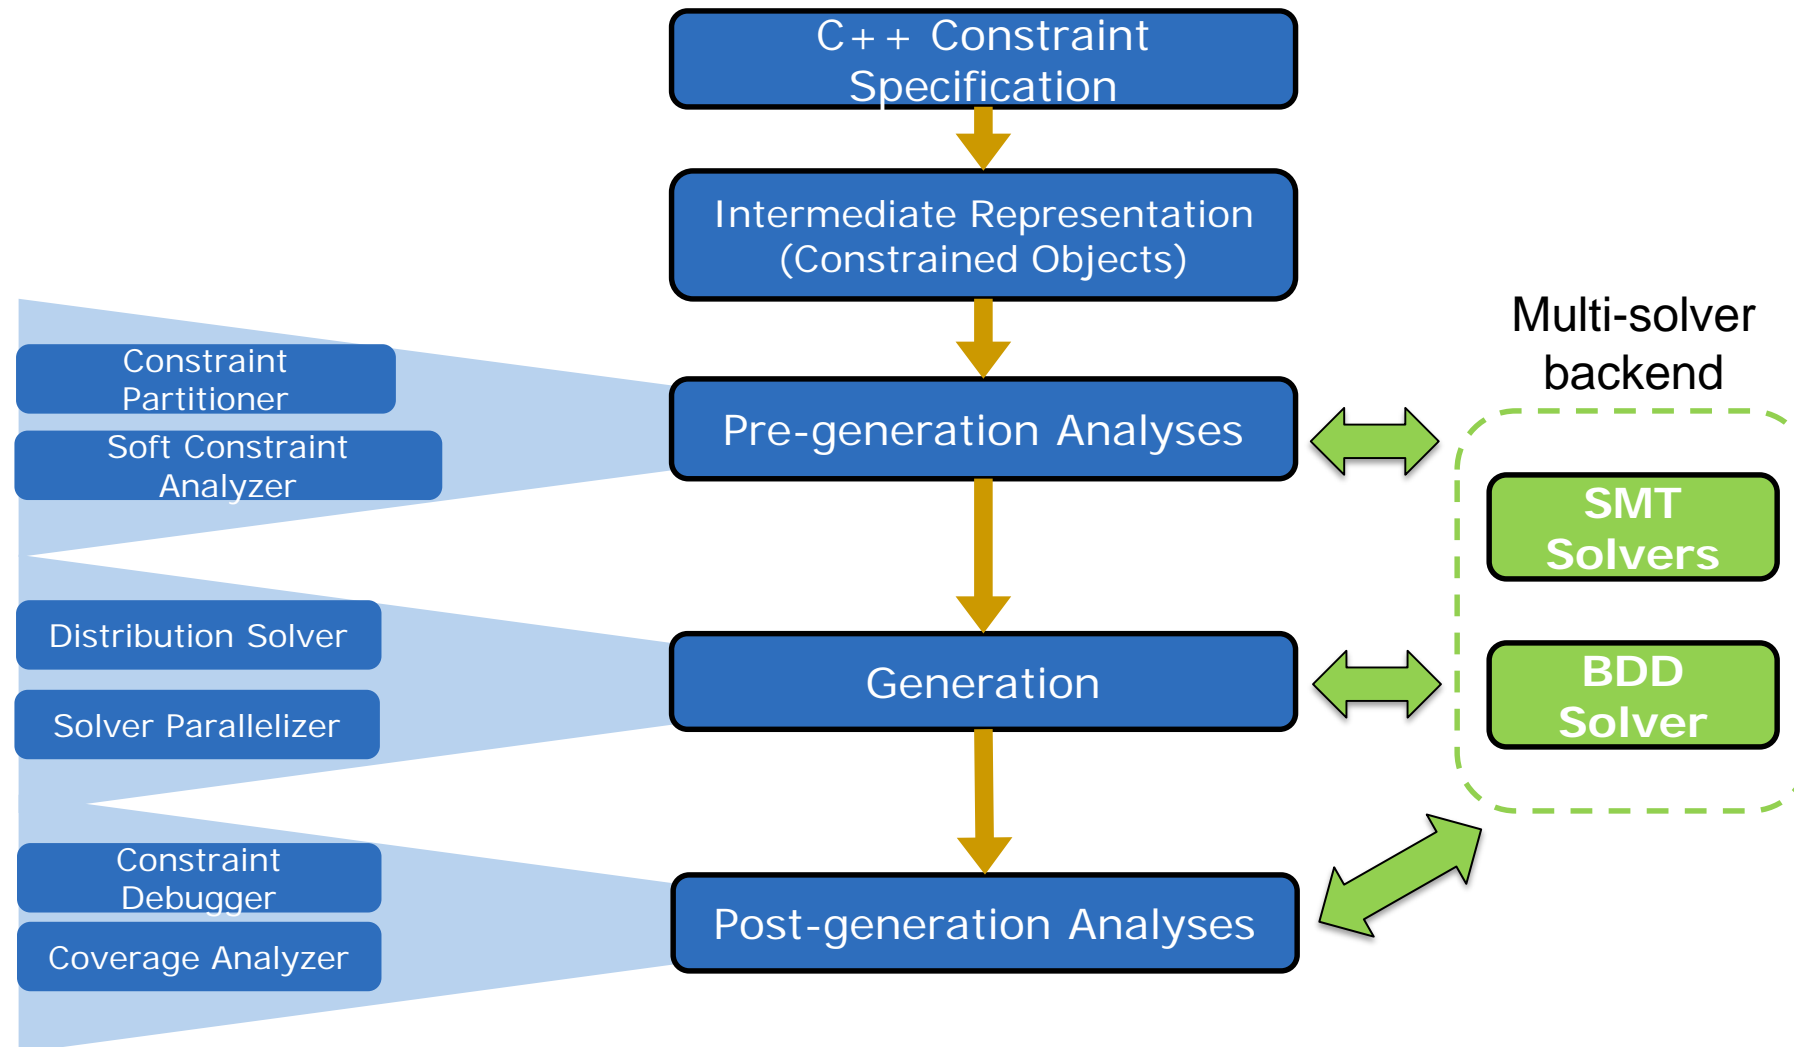 C++ Constraint
Specification
Intermediate Representation
(Constrained Objects)
Multi-solver
backend
Constraint
Partitioner
Soft Constraint
Analyzer
Pre-generation Analyses
SMT
Solvers
Distribution Solver
Solver Parallelizer
Generation
BDD
Solver
Constraint
Debugger
Coverage Analyzer
Post-generation Analyses